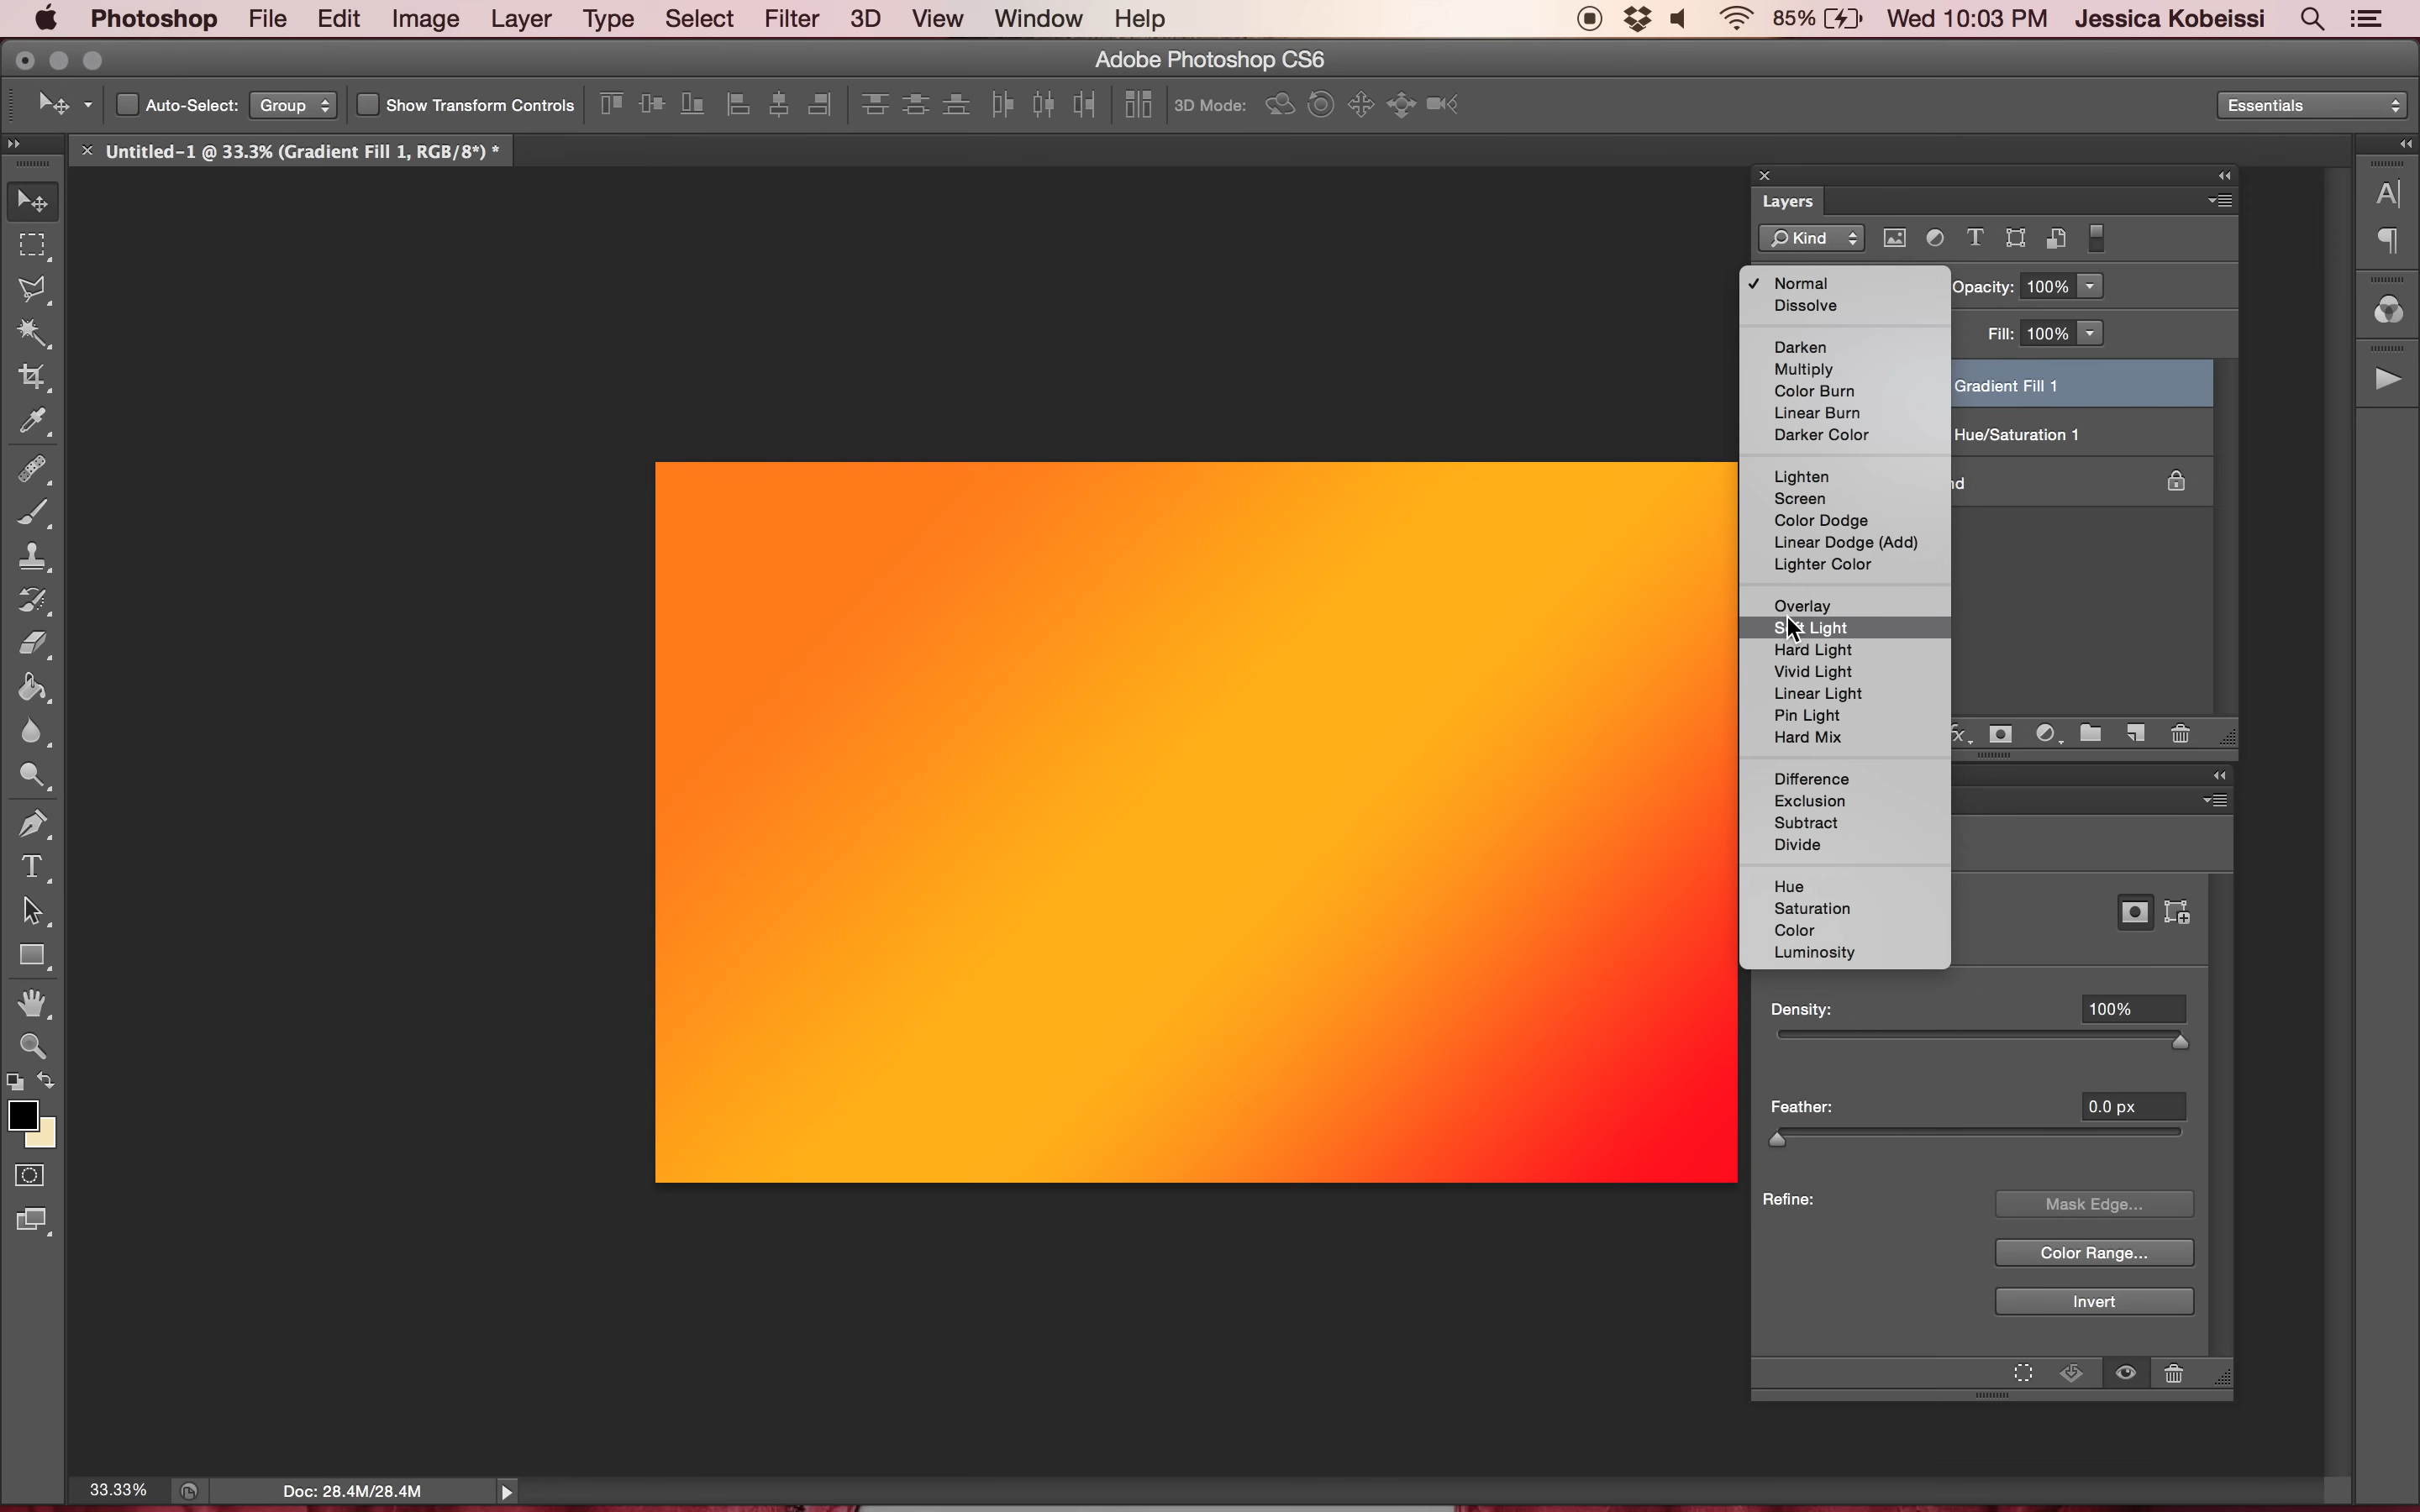 Photoshop File Edit Image Layer Type Select Filter 3D View Window Help 85% Wed 10:03 PM Jessica Kobeissi
Adobe Photoshop CS6
Auto-Select: Group Show Transform Controls 3D Mode: Essentials
× Untitled-1 @ 33.3% (Gradient Fill 1, RGB/8*) *
Layers
Kind
Opacity: 100%
Fill: 100%
Gradient Fill 1
Hue/Saturation 1
nd
✓ Normal
Dissolve
Darken
Multiply
Color Burn
Linear Burn
Darker Color
Lighten
Screen
Color Dodge
Linear Dodge (Add)
Lighter Color
Overlay
Soft Light
Hard Light
Vivid Light
Linear Light
Pin Light
Hard Mix
Difference
Exclusion
Subtract
Divide
Hue
Saturation
Color
Luminosity
Density: 100%
Feather: 0.0 px
Refine: Mask Edge...
Color Range...
Invert
33.33% Doc: 28.4M/28.4M